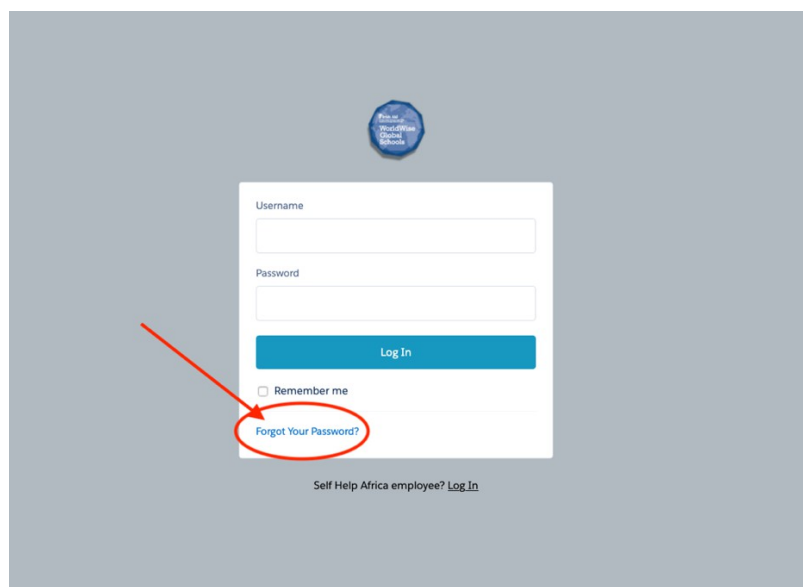 WorldWise
Global
Schools
Username
Password
Log In
Remember me
Forgot Your Password?
Self Help Africa employee? Log In